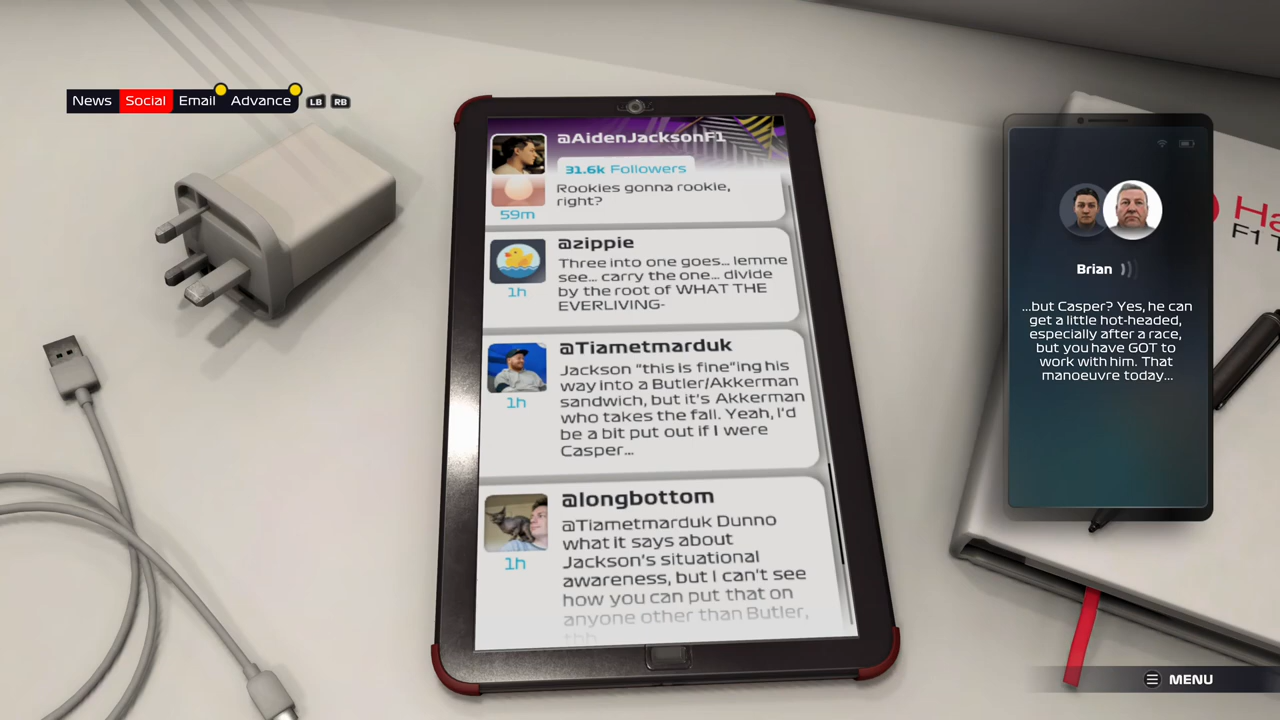 News Social Email Advance LB RB
@AidenJacksonF1
31.6k Followers
Rookies gonna rookie,
right?
59m
@zippie
Three into one goes... lemme
see... carry the one... divide
by the root of WHAT THE
EVERLIVING-
1h
@Tiametmarduk
Jackson "this is fine"ing his
way into a Butler/Akkerman
sandwich, but it's Akkerman
who takes the fall. Yeah, I'd
be a bit put out if I were
Casper...
1h
@longbottom
@Tiametmarduk Dunno
what it says about
Jackson's situational
awareness, but I can't see
how you can put that on
anyone other than Butler,
tbh
1h
Brian
...but Casper? Yes, he can
get a little hot-headed,
especially after a race,
but you have GOT to
work with him. That
manoeuvre today...
Ha
F1 T
MENU